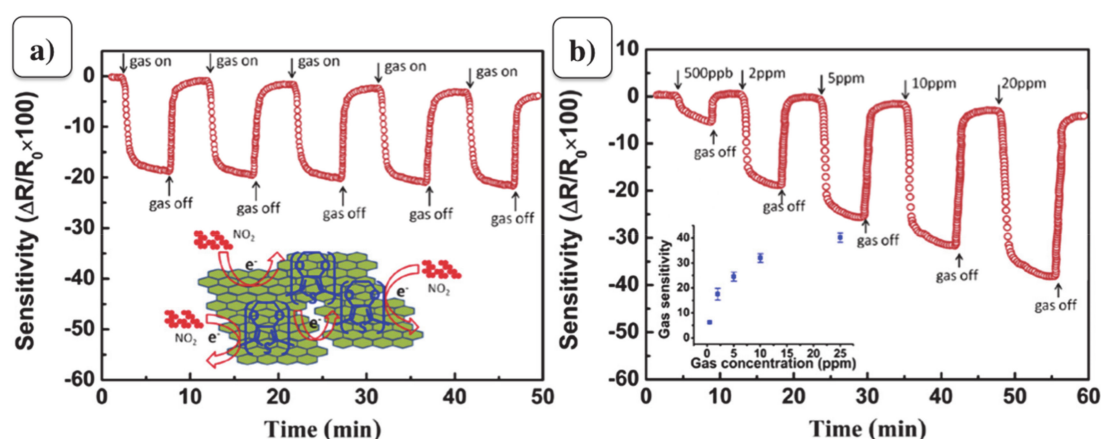 a)
Sensitivity (ΔR/R₀×100)
0
-10
-20
-30
-40
-50
-60
gas on
gas on
gas on
gas on
gas on
gas off
gas off
gas off
gas off
gas off
NO₂
e⁻
NO₂
e⁻
e⁻
e⁻
NO₂
0 10 20 30 40 50
Time (min)
b)
Sensitivity (ΔR/R₀×100)
10
0
-10
-20
-30
-40
-50
-60
500ppb
2ppm
5ppm
10ppm
20ppm
gas off
gas off
gas off
gas off
gas off
Gas sensitivity
40
30
20
10
0
0 5 10 15 20 25
Gas concentration (ppm)
0 10 20 30 40 50 60
Time (min)